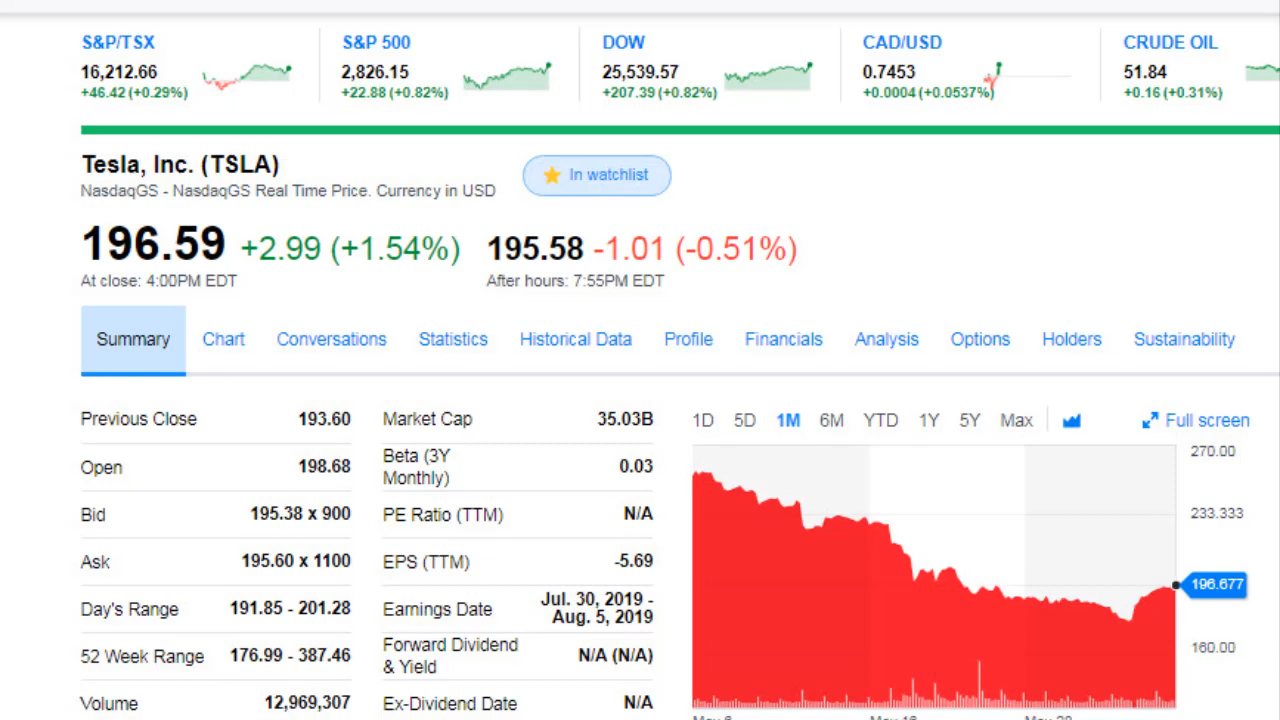 S&P/TSX
16,212.66
+46.42 (+0.29%)
S&P 500
2,826.15
+22.88 (+0.82%)
DOW
25,539.57
+207.39 (+0.82%)
CAD/USD
0.7453
+0.0004 (+0.0537%)
CRUDE OIL
51.84
+0.16 (+0.31%)
Tesla, Inc. (TSLA)
NasdaqGS - NasdaqGS Real Time Price. Currency in USD
In watchlist
196.59 +2.99 (+1.54%)
At close: 4:00PM EDT
195.58 -1.01 (-0.51%)
After hours: 7:55PM EDT
Summary Chart Conversations Statistics Historical Data Profile Financials Analysis Options Holders Sustainability
Previous Close 193.60
Open 198.68
Bid 195.38 x 900
Ask 195.60 x 1100
Day's Range 191.85 - 201.28
52 Week Range 176.99 - 387.46
Volume 12,969,307
Market Cap 35.03B
Beta (3Y
Monthly) 0.03
PE Ratio (TTM) N/A
EPS (TTM) -5.69
Earnings Date Jul. 30, 2019 -
Aug. 5, 2019
Forward Dividend
& Yield N/A (N/A)
Ex-Dividend Date N/A
1D 5D 1M 6M YTD 1Y 5Y Max Full screen
270.00
233.333
196.677
160.00